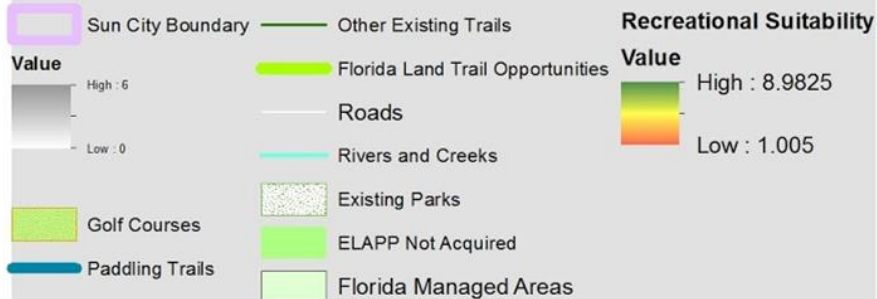 Sun City Boundary
Value
High : 6
Low : 0
Golf Courses
Paddling Trails
Other Existing Trails
Florida Land Trail Opportunities
Roads
Rivers and Creeks
Existing Parks
ELAPP Not Acquired
Florida Managed Areas
Recreational Suitability
Value
High : 8.9825
Low : 1.005